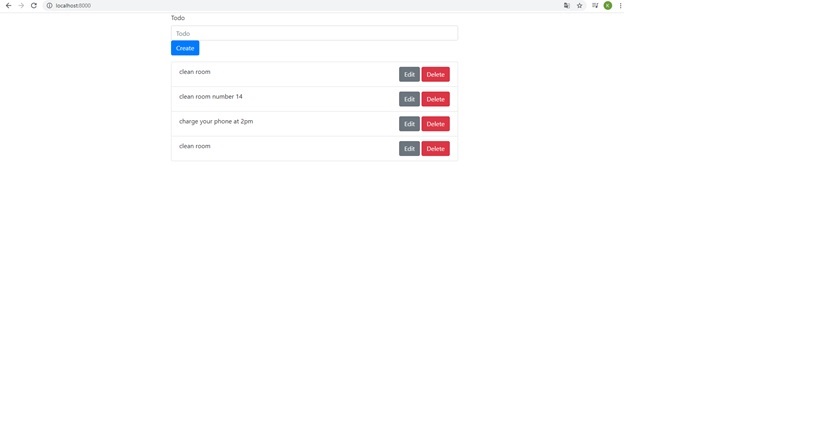 localhost:8000
K
Todo
Todo
Create
clean room
Edit Delete
clean room number 14
Edit Delete
charge your phone at 2pm
Edit Delete
clean room
Edit Delete